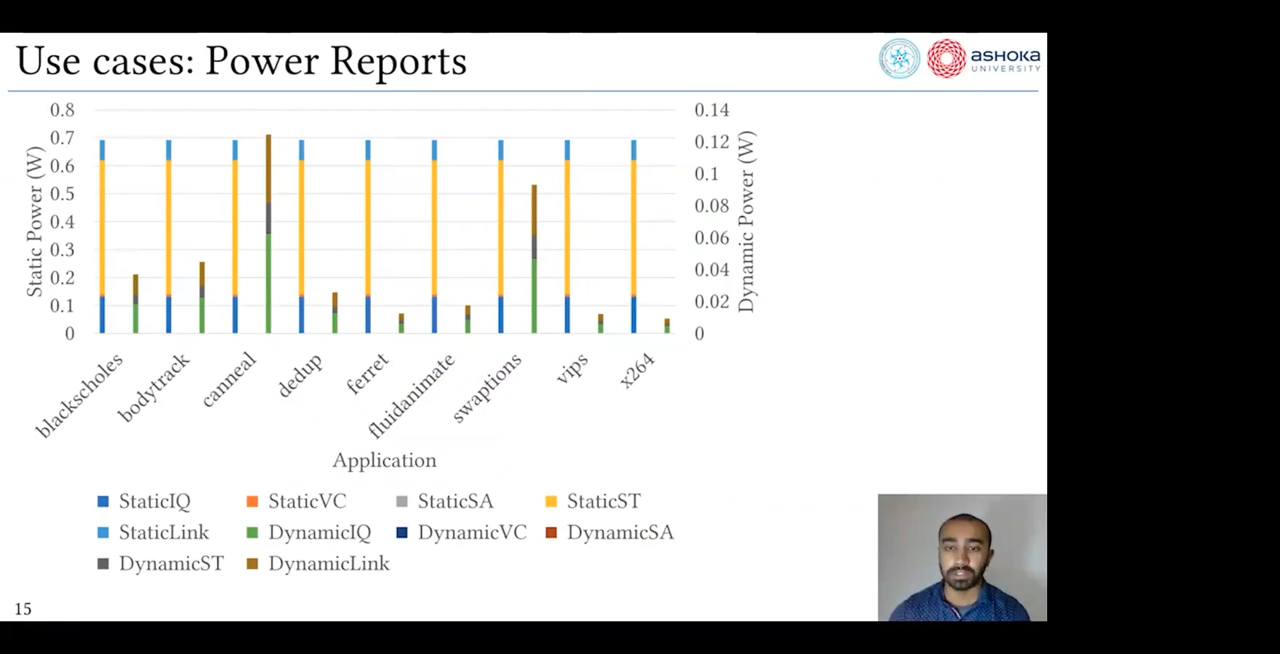 Use cases: Power Reports
ASHOKA
UNIVERSITY
0.8
0.7
0.6
0.5
0.4
0.3
0.2
0.1
0
Static Power (W)
0.14
0.12
0.1
0.08
0.06
0.04
0.02
0
Dynamic Power (W)
blackscholes
bodytrack
canneal
dedup
ferret
fluidanimate
swaptions
vips
x264
Application
StaticIQ
StaticVC
StaticSA
StaticST
StaticLink
DynamicIQ
DynamicVC
DynamicSA
DynamicST
DynamicLink
15